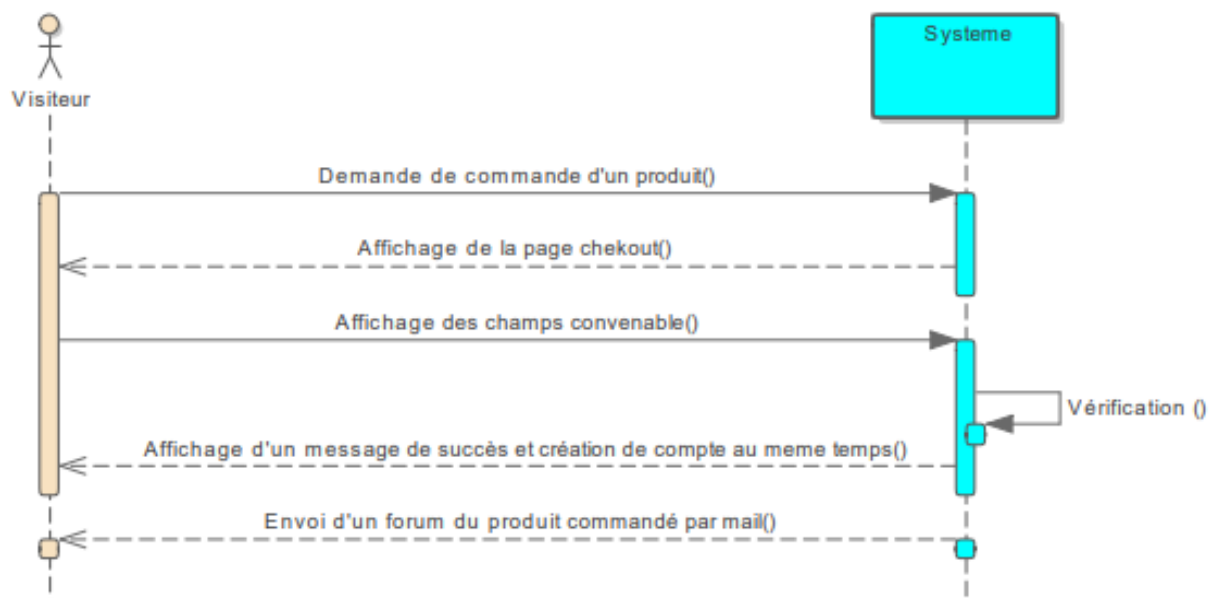 Systeme
Visiteur
Demande de commande d'un produit()
Affichage de la page chekout()
Affichage des champs convenable()
Vérification ()
Affichage d'un message de succès et création de compte au meme temps()
Envoi d'un forum du produit commandé par mail()